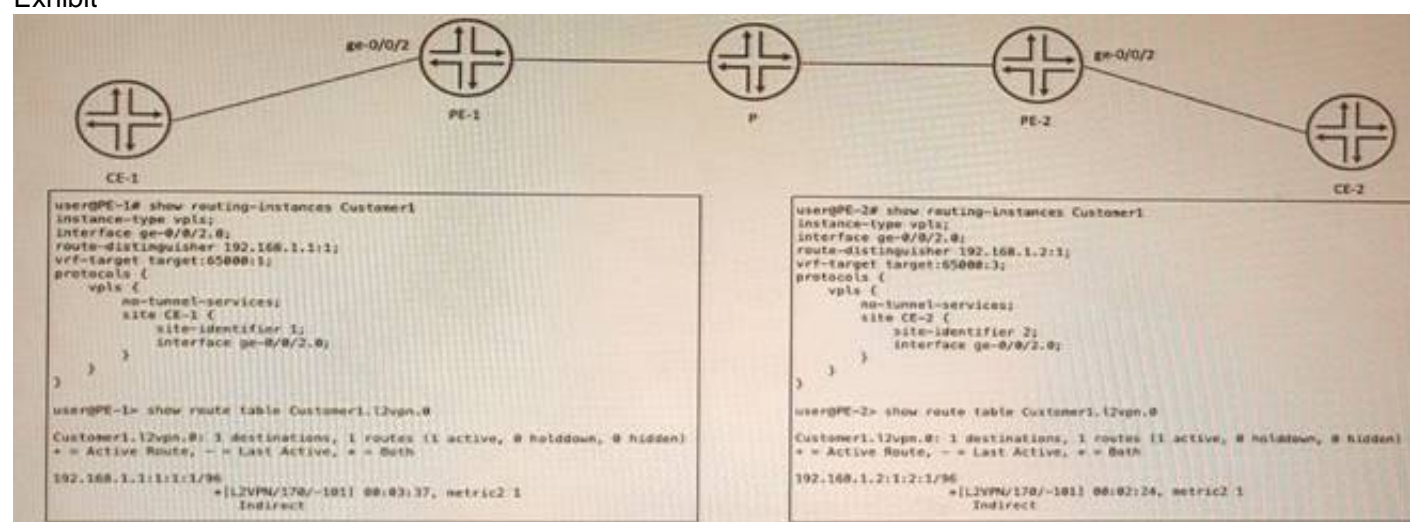 Exhibit
ge-0/0/2
ge-0/0/2
PE-1
P
PE-2
CE-1
CE-2
user@PE-1# show routing-instances Customer1
instance-type vpls;
interface ge-0/0/2.0;
route-distinguisher 192.168.1.1:1;
vrf-target target:65000:1;
protocols {
vpls {
no-tunnel-services;
site CE-1 {
site-identifier 1;
interface ge-0/0/2.0;
}
}
}
user@PE-1> show route table Customer1.l2vpn.0
Customer1.l2vpn.0: 1 destinations, 1 routes (1 active, 0 holddown, 0 hidden)
+ = Active Route, - = Last Active, * = Both
192.168.1.1:1:1:1/96
*[L2VPN/170/-101] 00:03:37, metric2 1
Indirect
user@PE-2# show routing-instances Customer1
instance-type vpls;
interface ge-0/0/2.0;
route-distinguisher 192.168.1.2:1;
vrf-target target:65000:3;
protocols {
vpls {
no-tunnel-services;
site CE-2 {
site-identifier 2;
interface ge-0/0/2.0;
}
}
}
user@PE-2> show route table Customer1.l2vpn.0
Customer1.l2vpn.0: 1 destinations, 1 routes (1 active, 0 holddown, 0 hidden)
+ = Active Route, - = Last Active, * = Both
192.168.1.2:1:2:1/96
*[L2VPN/170/-101] 00:02:24, metric2 1
Indirect